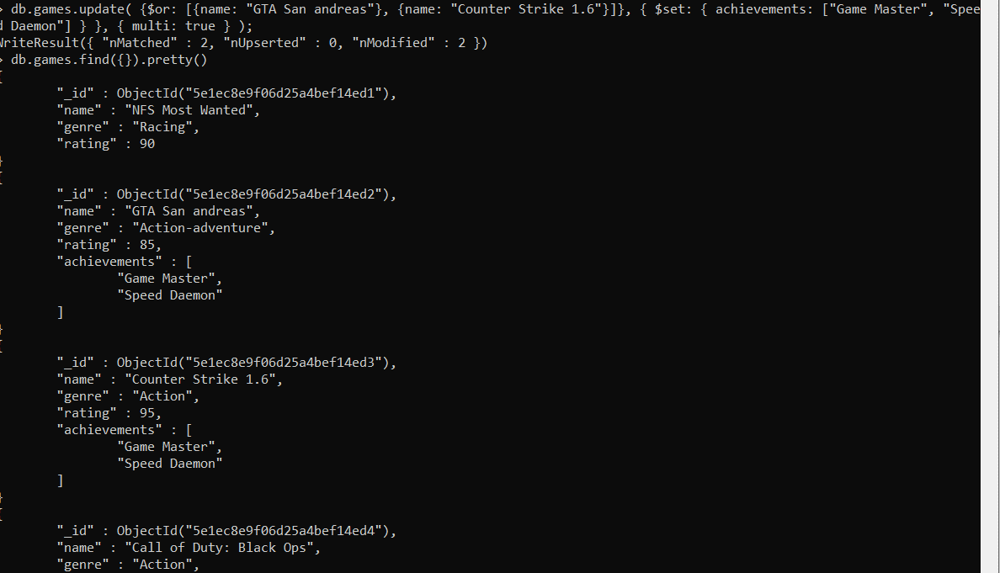 > db.games.update( {$or: [{name: "GTA San andreas"}, {name: "Counter Strike 1.6"}]}, { $set: { achievements: ["Game Master", "Spee
d Daemon"] } }, { multi: true } );
WriteResult({ "nMatched" : 2, "nUpserted" : 0, "nModified" : 2 })
> db.games.find({}).pretty()
{
"_id" : ObjectId("5e1ec8e9f06d25a4bef14ed1"),
"name" : "NFS Most Wanted",
"genre" : "Racing",
"rating" : 90
}
{
"_id" : ObjectId("5e1ec8e9f06d25a4bef14ed2"),
"name" : "GTA San andreas",
"genre" : "Action-adventure",
"rating" : 85,
"achievements" : [
"Game Master",
"Speed Daemon"
]
}
{
"_id" : ObjectId("5e1ec8e9f06d25a4bef14ed3"),
"name" : "Counter Strike 1.6",
"genre" : "Action",
"rating" : 95,
"achievements" : [
"Game Master",
"Speed Daemon"
]
}
{
"_id" : ObjectId("5e1ec8e9f06d25a4bef14ed4"),
"name" : "Call of Duty: Black Ops",
"genre" : "Action",